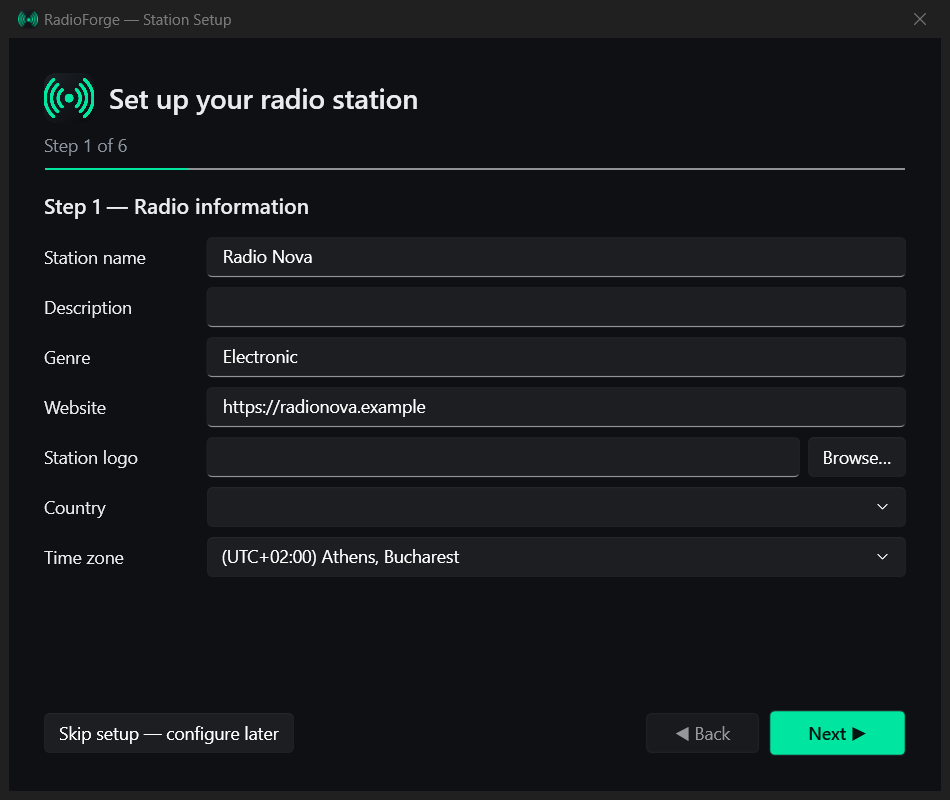 RadioForge — Station Setup
Set up your radio station
Step 1 of 6
Step 1 — Radio information
Station name
Radio Nova
Description
Genre
Electronic
Website
https://radionova.example
Station logo
Browse...
Country
Time zone
(UTC+02:00) Athens, Bucharest
Skip setup — configure later
◀ Back
Next ▶